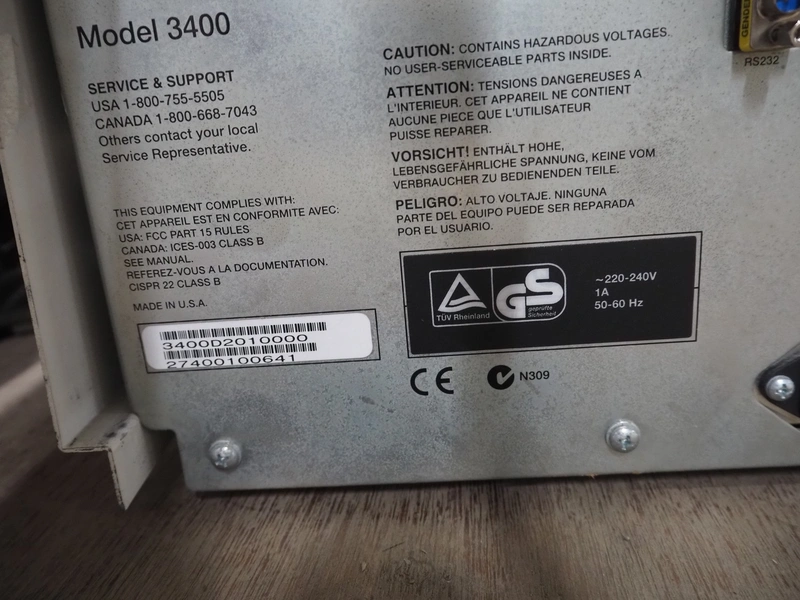 Model 3400
SERVICE & SUPPORT
USA 1-800-755-5505
CANADA 1-800-668-7043
Others contact your local
Service Representative.
THIS EQUIPMENT COMPLIES WITH:
CET APPAREIL EST EN CONFORMITE AVEC:
USA: FCC PART 15 RULES
CANADA: ICES-003 CLASS B
SEE MANUAL.
REFEREZ-VOUS A LA DOCUMENTATION.
CISPR 22 CLASS B
MADE IN U.S.A.
3400D2010000
27400100641
CAUTION: CONTAINS HAZARDOUS VOLTAGES.
NO USER-SERVICEABLE PARTS INSIDE.
ATTENTION: TENSIONS DANGEREUSES A
L'INTERIEUR. CET APPAREIL NE CONTIENT
AUCUNE PIECE QUE L'UTILISATEUR
PUISSE REPARER.
VORSICHT! ENTHÄLT HOHE,
LEBENSGEFÄHRLICHE SPANNUNG, KEINE VOM
VERBRAUCHER ZU BEDIENENDEN TEILE.
PELIGRO: ALTO VOLTAJE. NINGUNA
PARTE DEL EQUIPO PUEDE SER REPARADA
POR EL USUARIO.
TÜV Rheinland
GS
geprüfte
Sicherheit
~220-240V
1A
50-60 Hz
CE
N309
GENDE
RS232